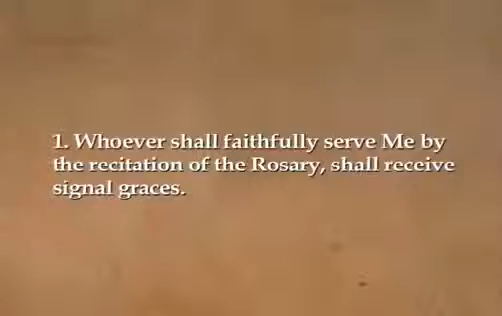 1. Whoever shall faithfully serve Me by
the recitation of the Rosary, shall receive
signal graces.